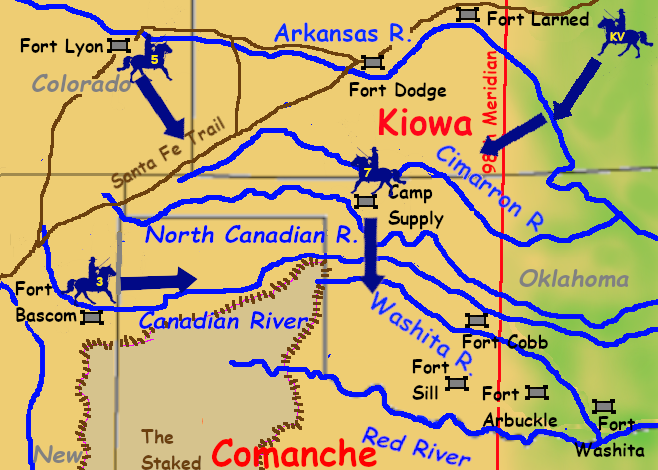 Fort Larned
Arkansas R.
KV
Fort Lyon
5
Colorado
Fort Dodge
98th Meridian
Kiowa
Santa Fe Trail
Cimarron R
7
Camp
Supply
North Canadian R.
Oklahoma
3
Fort
Bascom
Canadian River
Washita R.
Fort Cobb
Fort
Sill
Fort
Arbuckle
Fort
Washita
The
Staked
New
Comanche
Red River